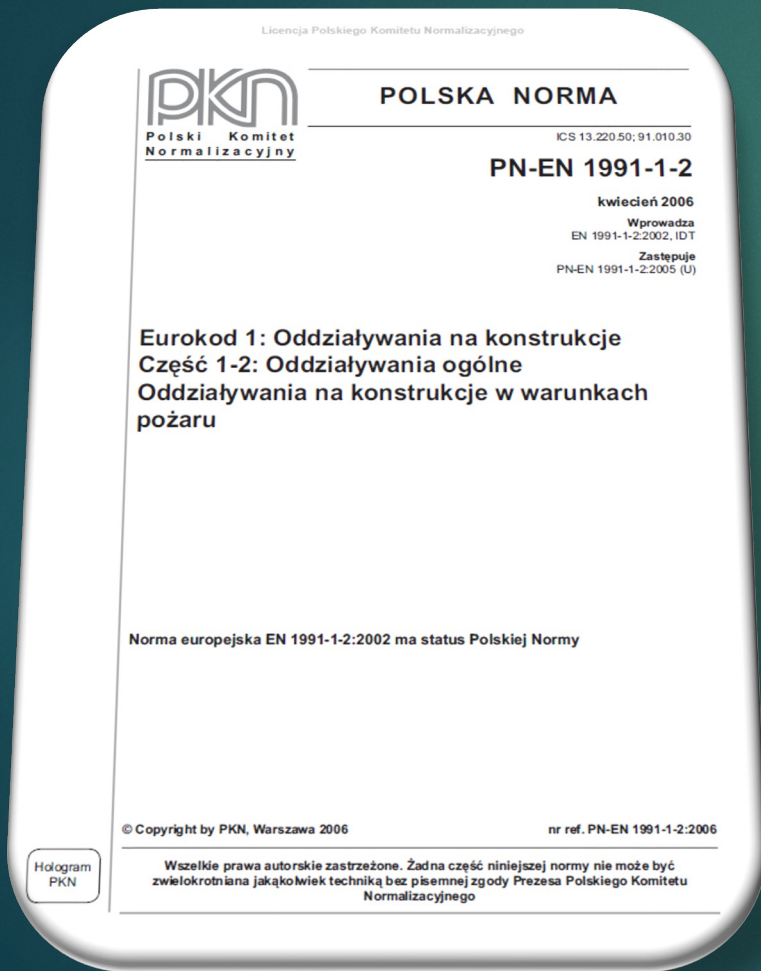 Licencja Polskiego Komitetu Normalizacyjnego
PKN
POLSKA NORMA
Polski Komitet
Normalizacyjny
ICS 13.220.50; 91.010.30
PN-EN 1991-1-2
kwiecień 2006
Wprowadza
EN 1991-1-2:2002, IDT
Zastępuje
PN-EN 1991-1-2:2005 (U)
Eurokod 1: Oddziaływania na konstrukcje
Część 1-2: Oddziaływania ogólne
Oddziaływania na konstrukcje w warunkach
pożaru
Norma europejska EN 1991-1-2:2002 ma status Polskiej Normy
© Copyright by PKN, Warszawa 2006
nr ref. PN-EN 1991-1-2:2006
Hologram
PKN
Wszelkie prawa autorskie zastrzeżone. Żadna część niniejszej normy nie może być
zwielokrotniana jakąkolwiek techniką bez pisemnej zgody Prezesa Polskiego Komitetu
Normalizacyjnego